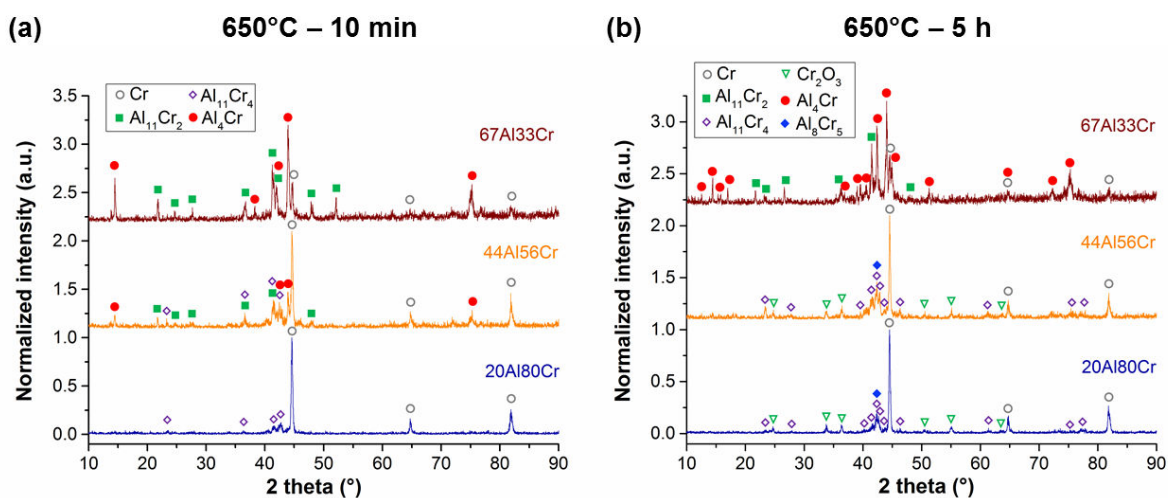 (a) 650°C – 10 min
Cr Al₁₁Cr₄
Al₁₁Cr₂ Al₄Cr
67Al33Cr
44Al56Cr
20Al80Cr
Normalized intensity (a.u.)
3.5
3.0
2.5
2.0
1.5
1.0
0.5
0.0
10 20 30 40 50 60 70 80 90
2 theta (°)
(b) 650°C – 5 h
Cr Cr₂O₃
Al₁₁Cr₂ Al₄Cr
Al₁₁Cr₄ Al₈Cr₅
67Al33Cr
44Al56Cr
20Al80Cr
Normalized intensity (a.u.)
3.0
2.5
2.0
1.5
1.0
0.5
0.0
10 20 30 40 50 60 70 80 90
2 theta (°)